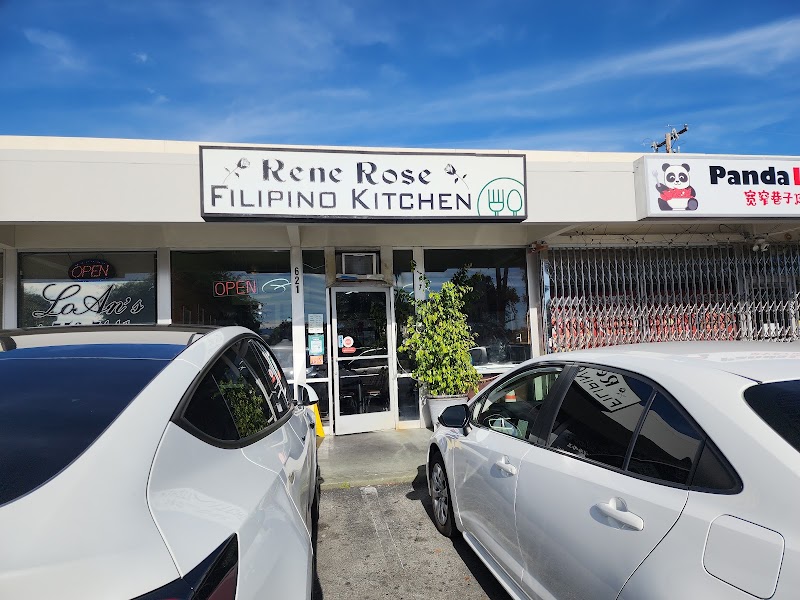 Rene Rose
FILIPINO KITCHEN
Panda
宽窄巷子
OPEN
LoAn's
OPEN
621